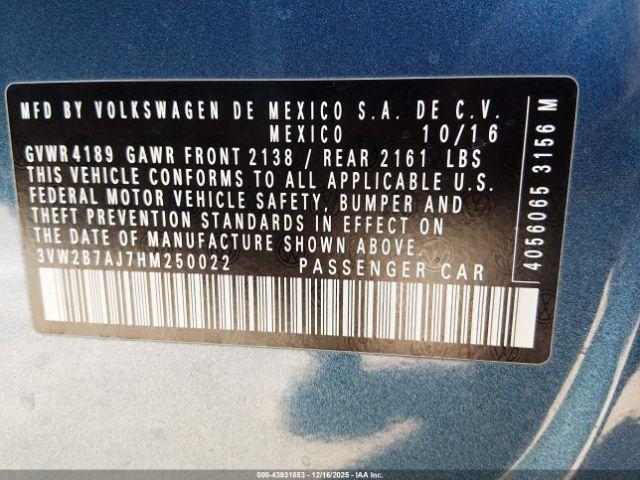 MFD BY VOLKSWAGEN DE MEXICO S.A. DE C.V.
MEXICO 10/16
GVWR4189 GAWR FRONT 2138 / REAR 2161 LBS
THIS VEHICLE CONFORMS TO ALL APPLICABLE U.S.
FEDERAL MOTOR VEHICLE SAFETY, BUMPER AND
THEFT PREVENTION STANDARDS IN EFFECT ON
THE DATE OF MANUFACTURE SHOWN ABOVE.
3VW2B7AJ7HM250022 PASSENGER CAR
4056065 3156 M
000-43931853 | 12/16/2025 - IAAI.COM